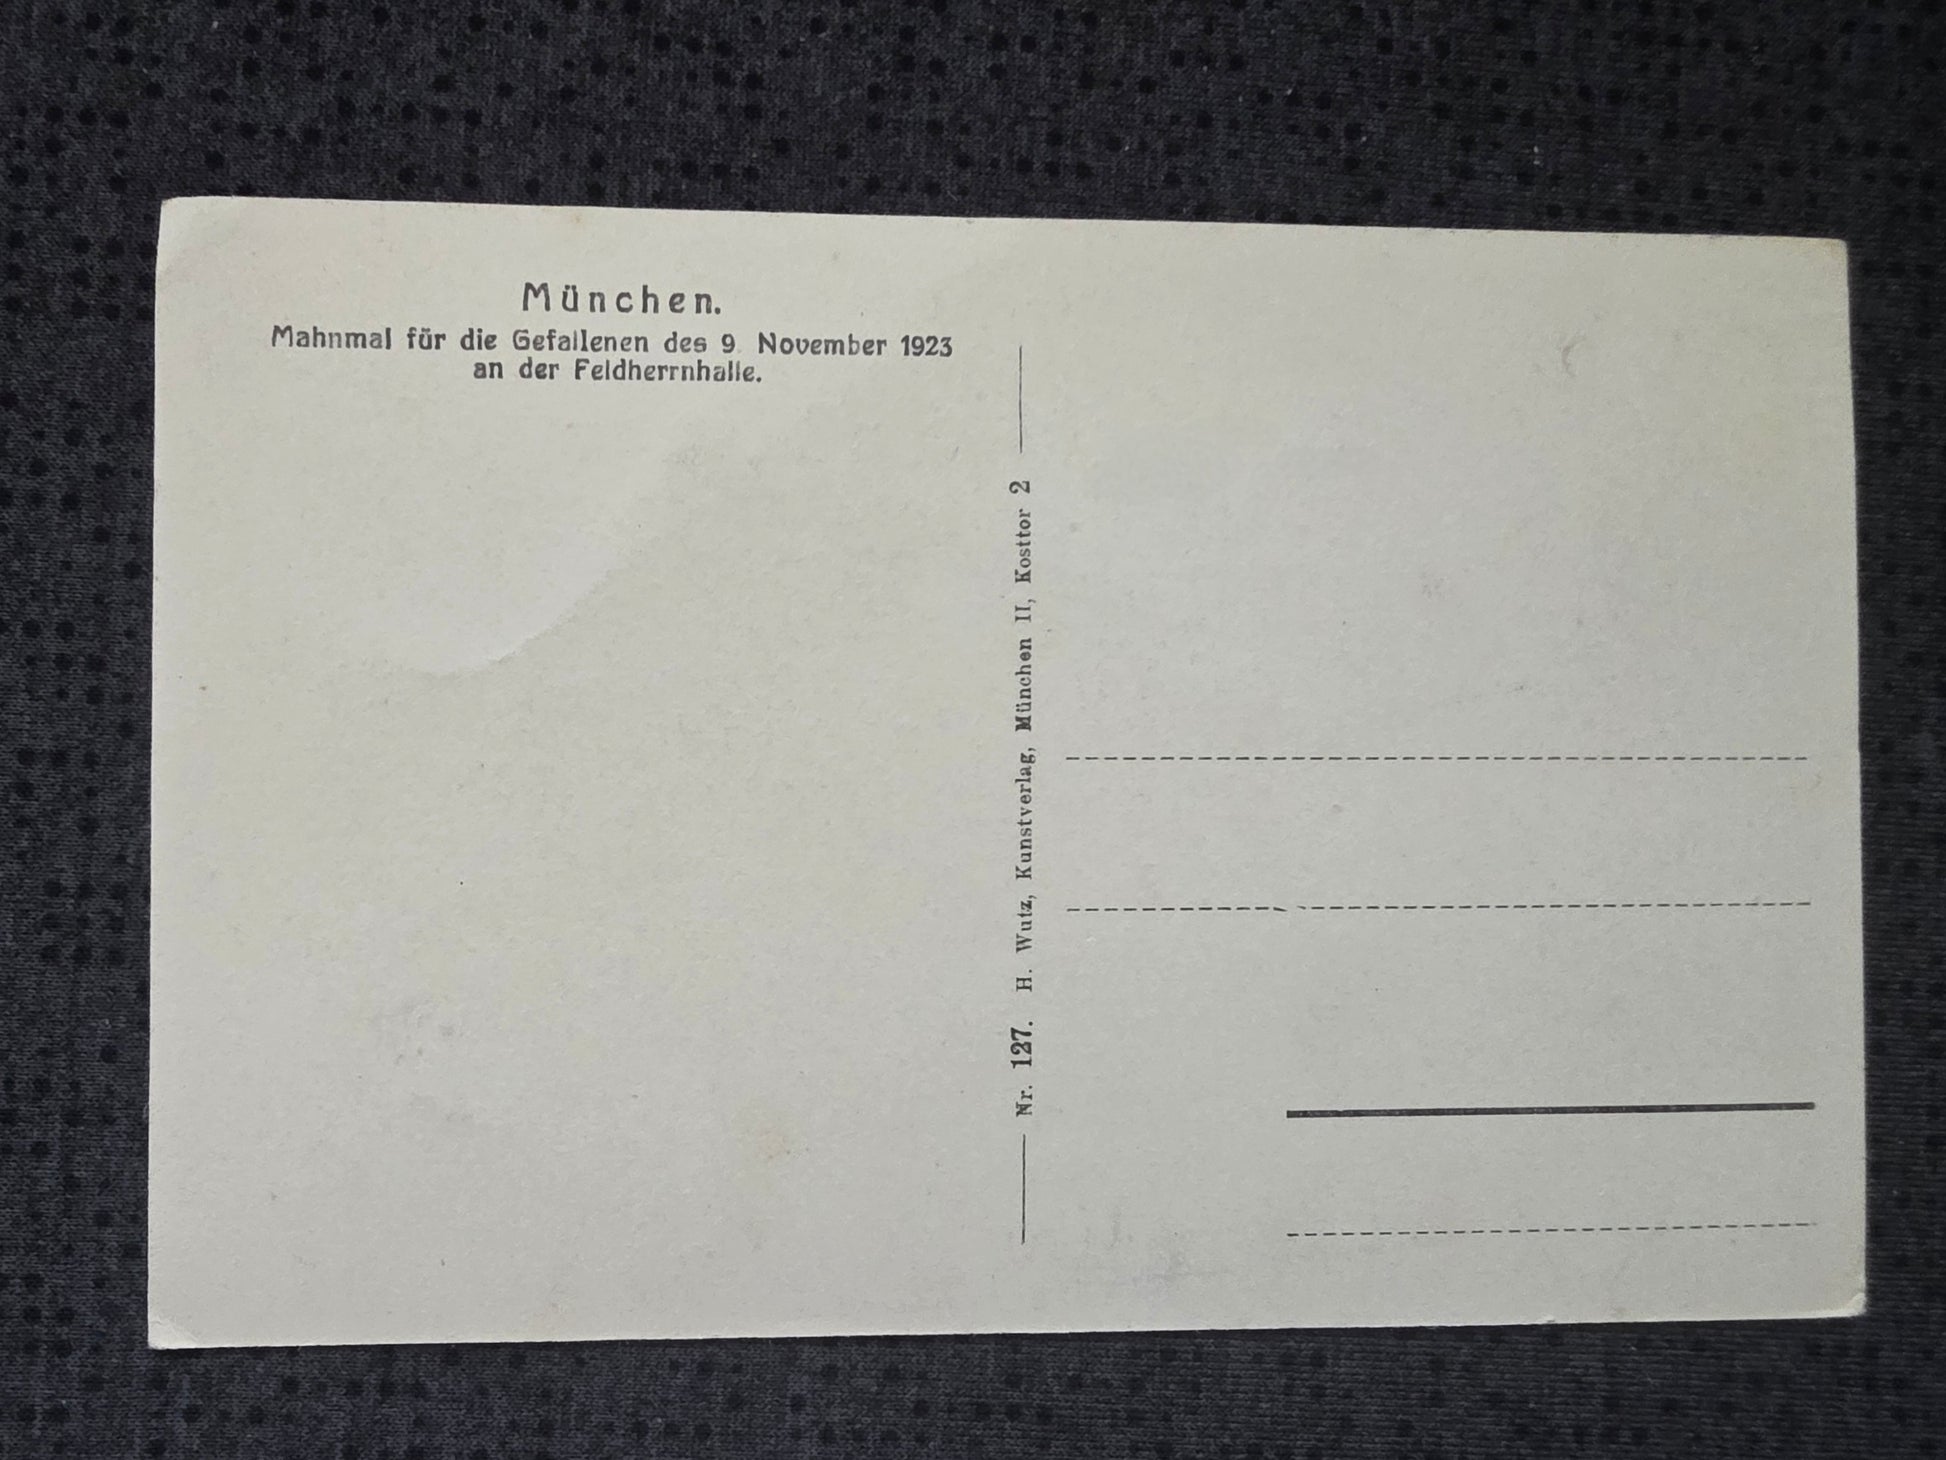 München.
Mahnmal für die Gefallenen des 9. November 1923
an der Feldherrnhalle.
Nr. 127. H. Wutz, Kunstverlag, München II, Kosttor 2